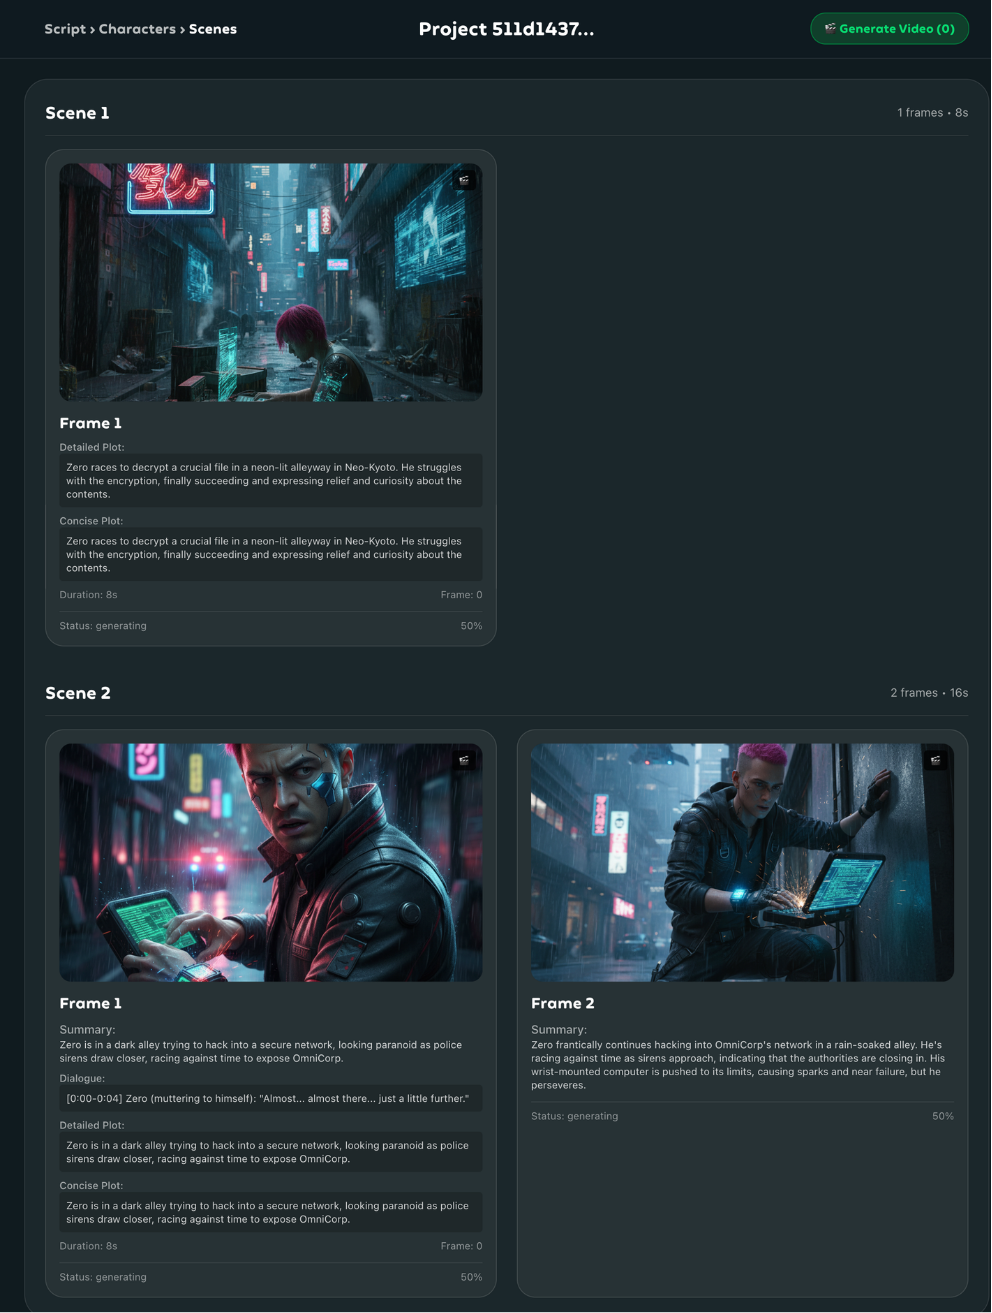 Script › Characters › Scenes
Project 511d1437...
Generate Video (0)
Scene 1
1 frames • 8s
Frame 1
Detailed Plot:
Zero races to decrypt a crucial file in a neon-lit alleyway in Neo-Kyoto. He struggles
with the encryption, finally succeeding and expressing relief and curiosity about the
contents.
Concise Plot:
Zero races to decrypt a crucial file in a neon-lit alleyway in Neo-Kyoto. He struggles
with the encryption, finally succeeding and expressing relief and curiosity about the
contents.
Duration: 8s
Frame: 0
Status: generating
50%
Scene 2
2 frames • 16s
Frame 1
Summary:
Zero is in a dark alley trying to hack into a secure network, looking paranoid as police
sirens draw closer, racing against time to expose OmniCorp.
Dialogue:
[0:00-0:04] Zero (muttering to himself): "Almost... almost there... just a little further."
Detailed Plot:
Zero is in a dark alley trying to hack into a secure network, looking paranoid as police
sirens draw closer, racing against time to expose OmniCorp.
Concise Plot:
Zero is in a dark alley trying to hack into a secure network, looking paranoid as police
sirens draw closer, racing against time to expose OmniCorp.
Duration: 8s
Frame: 0
Status: generating
50%
Frame 2
Summary:
Zero frantically continues hacking into OmniCorp's network in a rain-soaked alley. He's
racing against time as sirens approach, indicating that the authorities are closing in. His
wrist-mounted computer is pushed to its limits, causing sparks and near failure, but he
perseveres.
Status: generating
50%